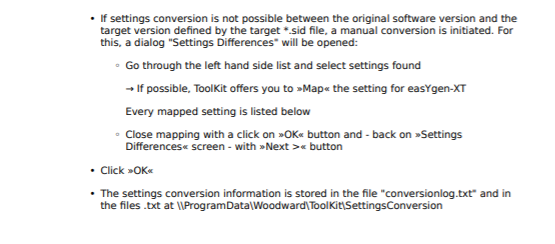 • If settings conversion is not possible between the original software version and the
target version defined by the target *.sid file, a manual conversion is initiated. For
this, a dialog "Settings Differences" will be opened:
◦ Go through the left hand side list and select settings found
→ If possible, ToolKit offers you to »Map« the setting for easYgen-XT
Every mapped setting is listed below
◦ Close mapping with a click on »OK« button and - back on »Settings
Differences« screen - with »Next >« button
• Click »OK«
• The settings conversion information is stored in the file "conversionlog.txt" and in
the files .txt at \\ProgramData\Woodward\ToolKit\SettingsConversion